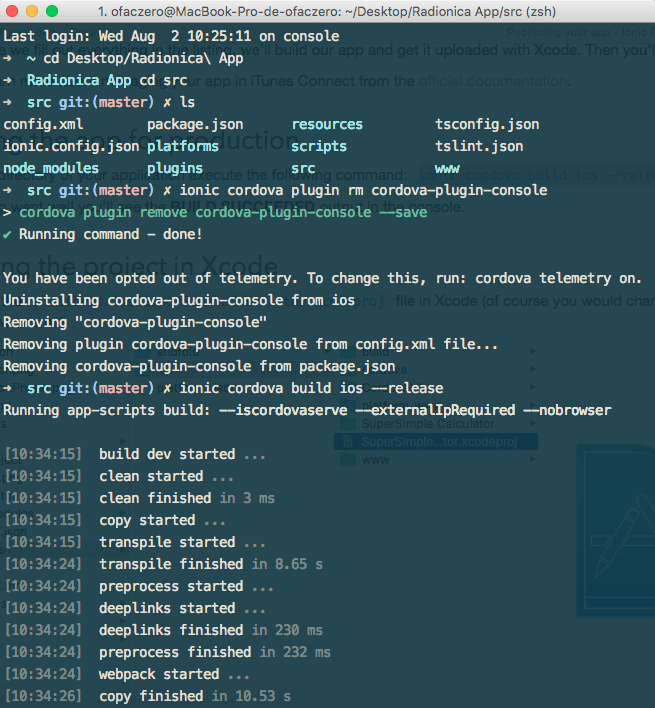 1. ofaczero@MacBook-Pro-de-ofaczero: ~/Desktop/Radionica App/src (zsh)
Last login: Wed Aug  2 10:25:11 on console
➜  ~ cd Desktop/Radionica\ App
➜  Radionica App cd src
➜  src git:(master) ✗ ls
config.xml        package.json      resources         tsconfig.json
ionic.config.json platforms         scripts           tslint.json
node_modules      plugins           src               www
➜  src git:(master) ✗ ionic cordova plugin rm cordova-plugin-console
> cordova plugin remove cordova-plugin-console --save
✔ Running command - done!
You have been opted out of telemetry. To change this, run: cordova telemetry on.
Uninstalling cordova-plugin-console from ios
Removing "cordova-plugin-console"
Removing plugin cordova-plugin-console from config.xml file...
Removing cordova-plugin-console from package.json
➜  src git:(master) ✗ ionic cordova build ios --release
Running app-scripts build: --iscordovaserve --externalIpRequired --nobrowser
[10:34:15]  build dev started ...
[10:34:15]  clean started ...
[10:34:15]  clean finished in 3 ms
[10:34:15]  copy started ...
[10:34:15]  transpile started ...
[10:34:24]  transpile finished in 8.65 s
[10:34:24]  preprocess started ...
[10:34:24]  deeplinks started ...
[10:34:24]  deeplinks finished in 230 ms
[10:34:24]  preprocess finished in 232 ms
[10:34:24]  webpack started ...
[10:34:26]  copy finished in 10.53 s